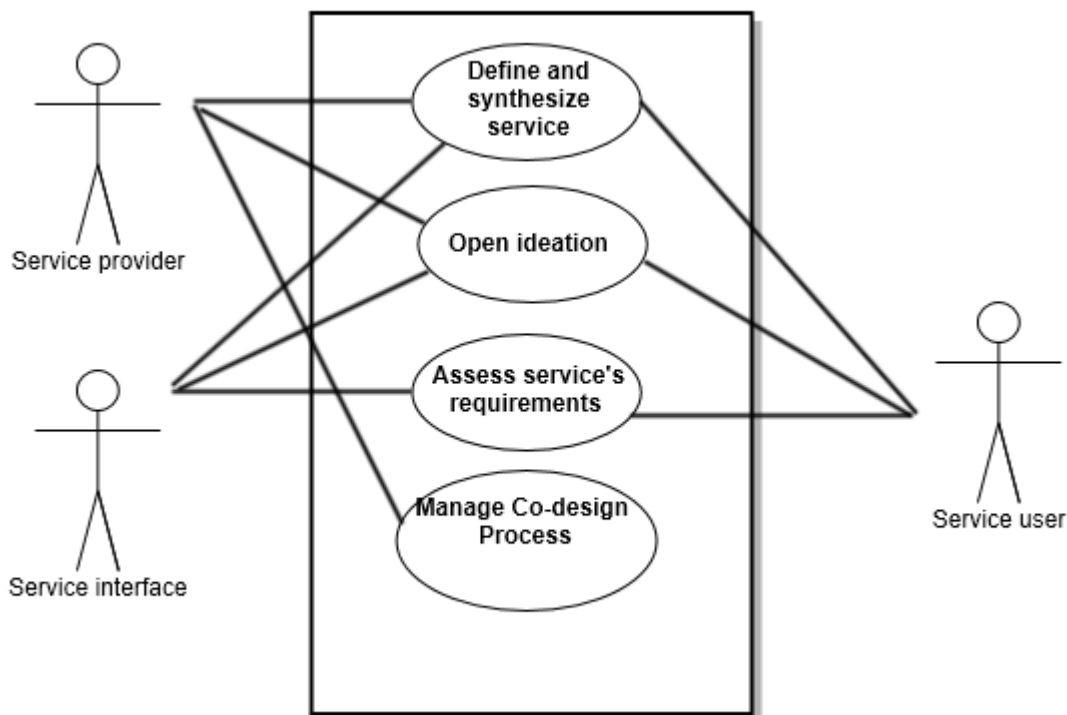 Define and
synthesize
service
Service provider
Open ideation
Assess service's
requirements
Manage Co-design
Process
Service user
Service interface